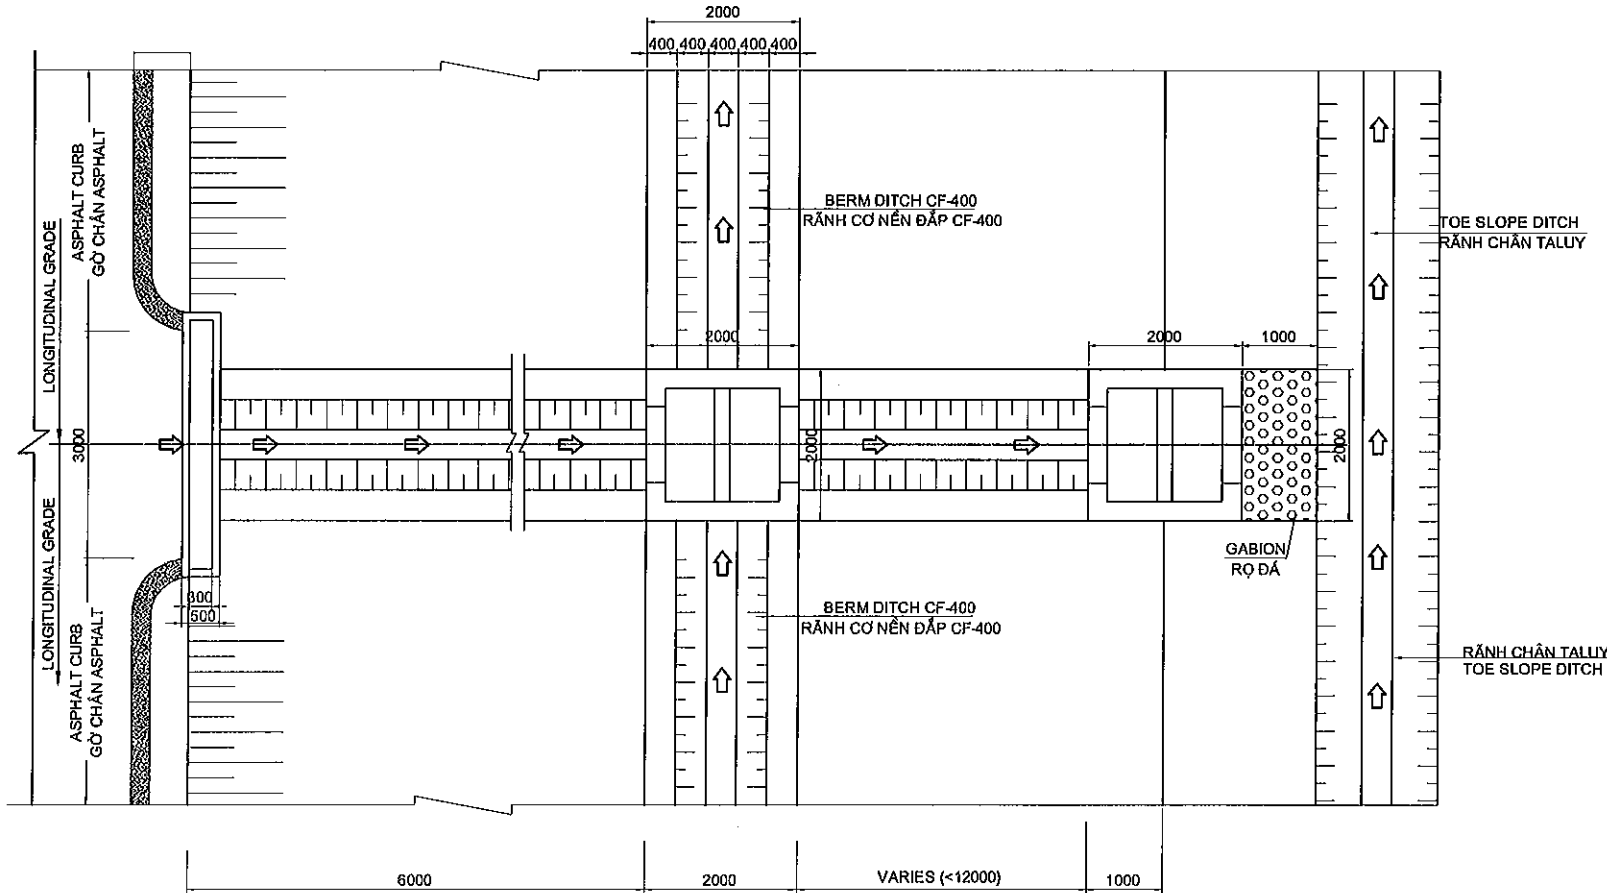 2000
400 400 400 400 400
ASPHALT CURB
GỜ CHÂN ASPHALT
LONGITUDINAL GRADE
BERM DITCH CF-400
RÃNH CƠ NỀN ĐẮP CF-400
TOE SLOPE DITCH
RÃNH CHÂN TALUY
2000
2000
1000
3000
2000
2000
GABION
RỌ ĐÁ
300
500
LONGITUDINAL GRADE
ASPHALT CURB
GỜ CHÂN ASPHALT
BERM DITCH CF-400
RÃNH CƠ NỀN ĐẮP CF-400
RÃNH CHÂN TALUY
TOE SLOPE DITCH
6000
2000
VARIES (<12000)
1000